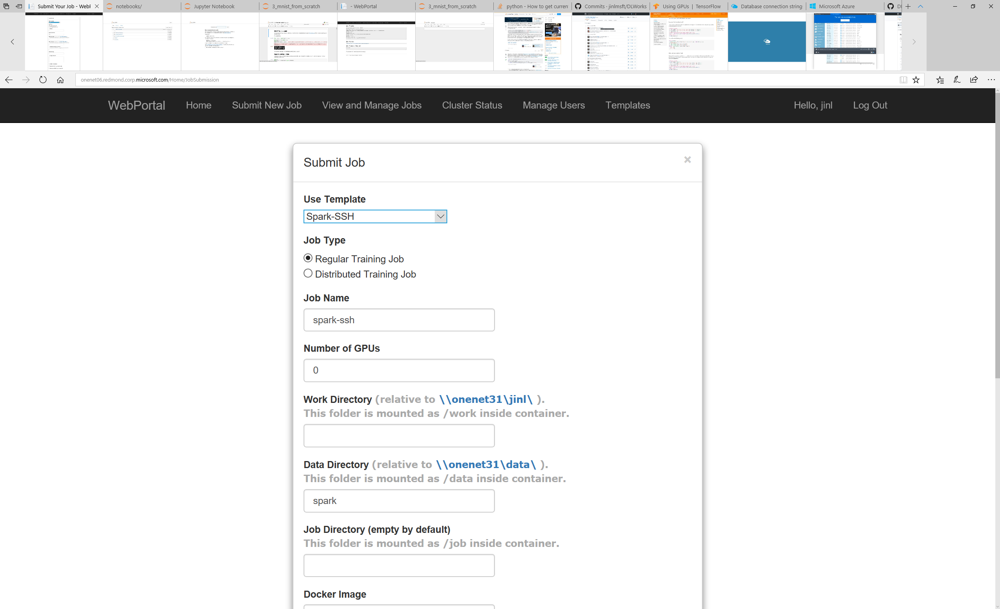 Submit Your Job - WebF
notebooks/
Jupyter Notebook
3_mnist_from_scratch
- WebPortal
3_mnist_from_scratch
python - How to get curren
Commits · jinlmsft/DLWorks
Using GPUs | TensorFlow
Database connection strings
Microsoft Azure
onenet06.redmond.corp.microsoft.com/Home/JobSubmission
WebPortal Home Submit New Job View and Manage Jobs Cluster Status Manage Users Templates Hello, jinl Log Out
Submit Job
Use Template
Spark-SSH
Job Type
Regular Training Job
Distributed Training Job
Job Name
spark-ssh
Number of GPUs
0
Work Directory (relative to \\onenet31\jinl\ ).
This folder is mounted as /work inside container.
Data Directory (relative to \\onenet31\data\ ).
This folder is mounted as /data inside container.
spark
Job Directory (empty by default)
This folder is mounted as /job inside container.
Docker Image